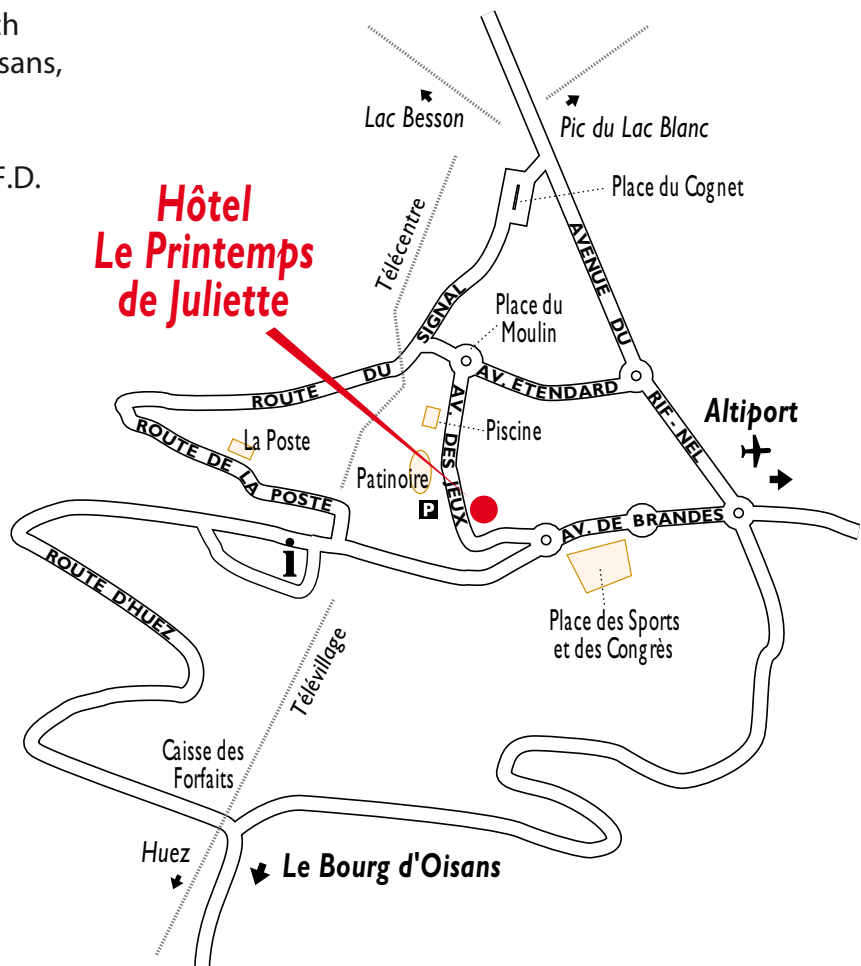 th
sans,
F.D.
Lac Besson
Pic du Lac Blanc
Place du Cognet
Hôtel
Le Printemps
de Juliette
Télécentre
AVENUE DU
RIF - NEL
Place du
Moulin
ROUTE DU SIGNAL
AV. ETENDARD
AV. DES JEUX
Altiport
ROUTE DE LA POSTE
La Poste
Piscine
Patinoire
P
AV. DE BRANDES
i
ROUTE D'HUEZ
Place des Sports
et des Congrès
Télévillage
Caisse des
Forfaits
Huez
Le Bourg d'Oisans